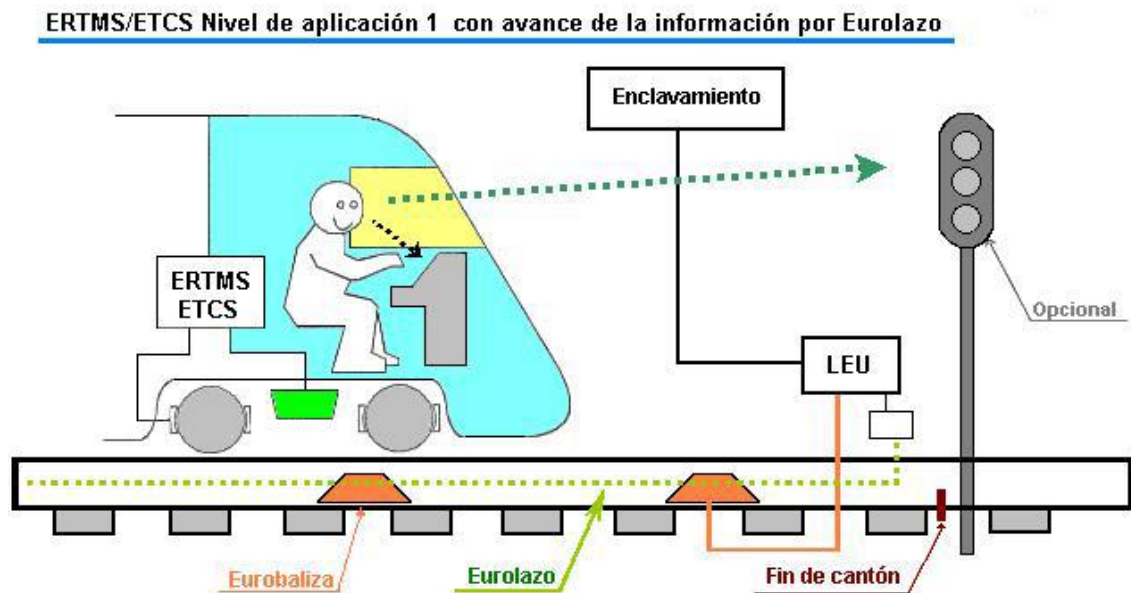 ERTMS/ETCS Nivel de aplicación 1 con avance de la información por Eurolazo
Enclavamiento
ERTMS
ETCS
Opcional
LEU
Eurobaliza
Eurolazo
Fin de cantón